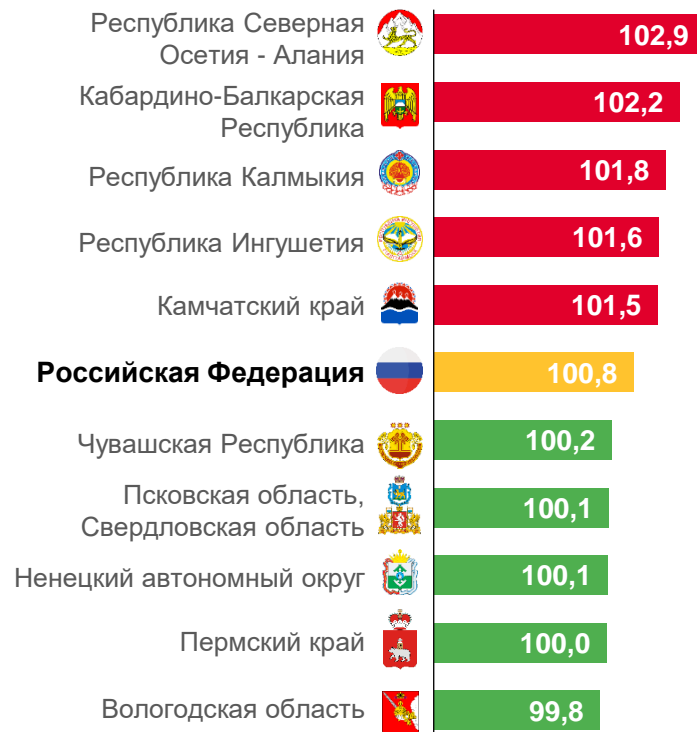 Республика Северная
Осетия - Алания
102,9
Кабардино-Балкарская
Республика
102,2
Республика Калмыкия
101,8
Республика Ингушетия
101,6
Камчатский край
101,5
Российская Федерация
100,8
Чувашская Республика
100,2
Псковская область,
Свердловская область
100,1
Ненецкий автономный округ
100,1
Пермский край
100,0
Вологодская область
99,8